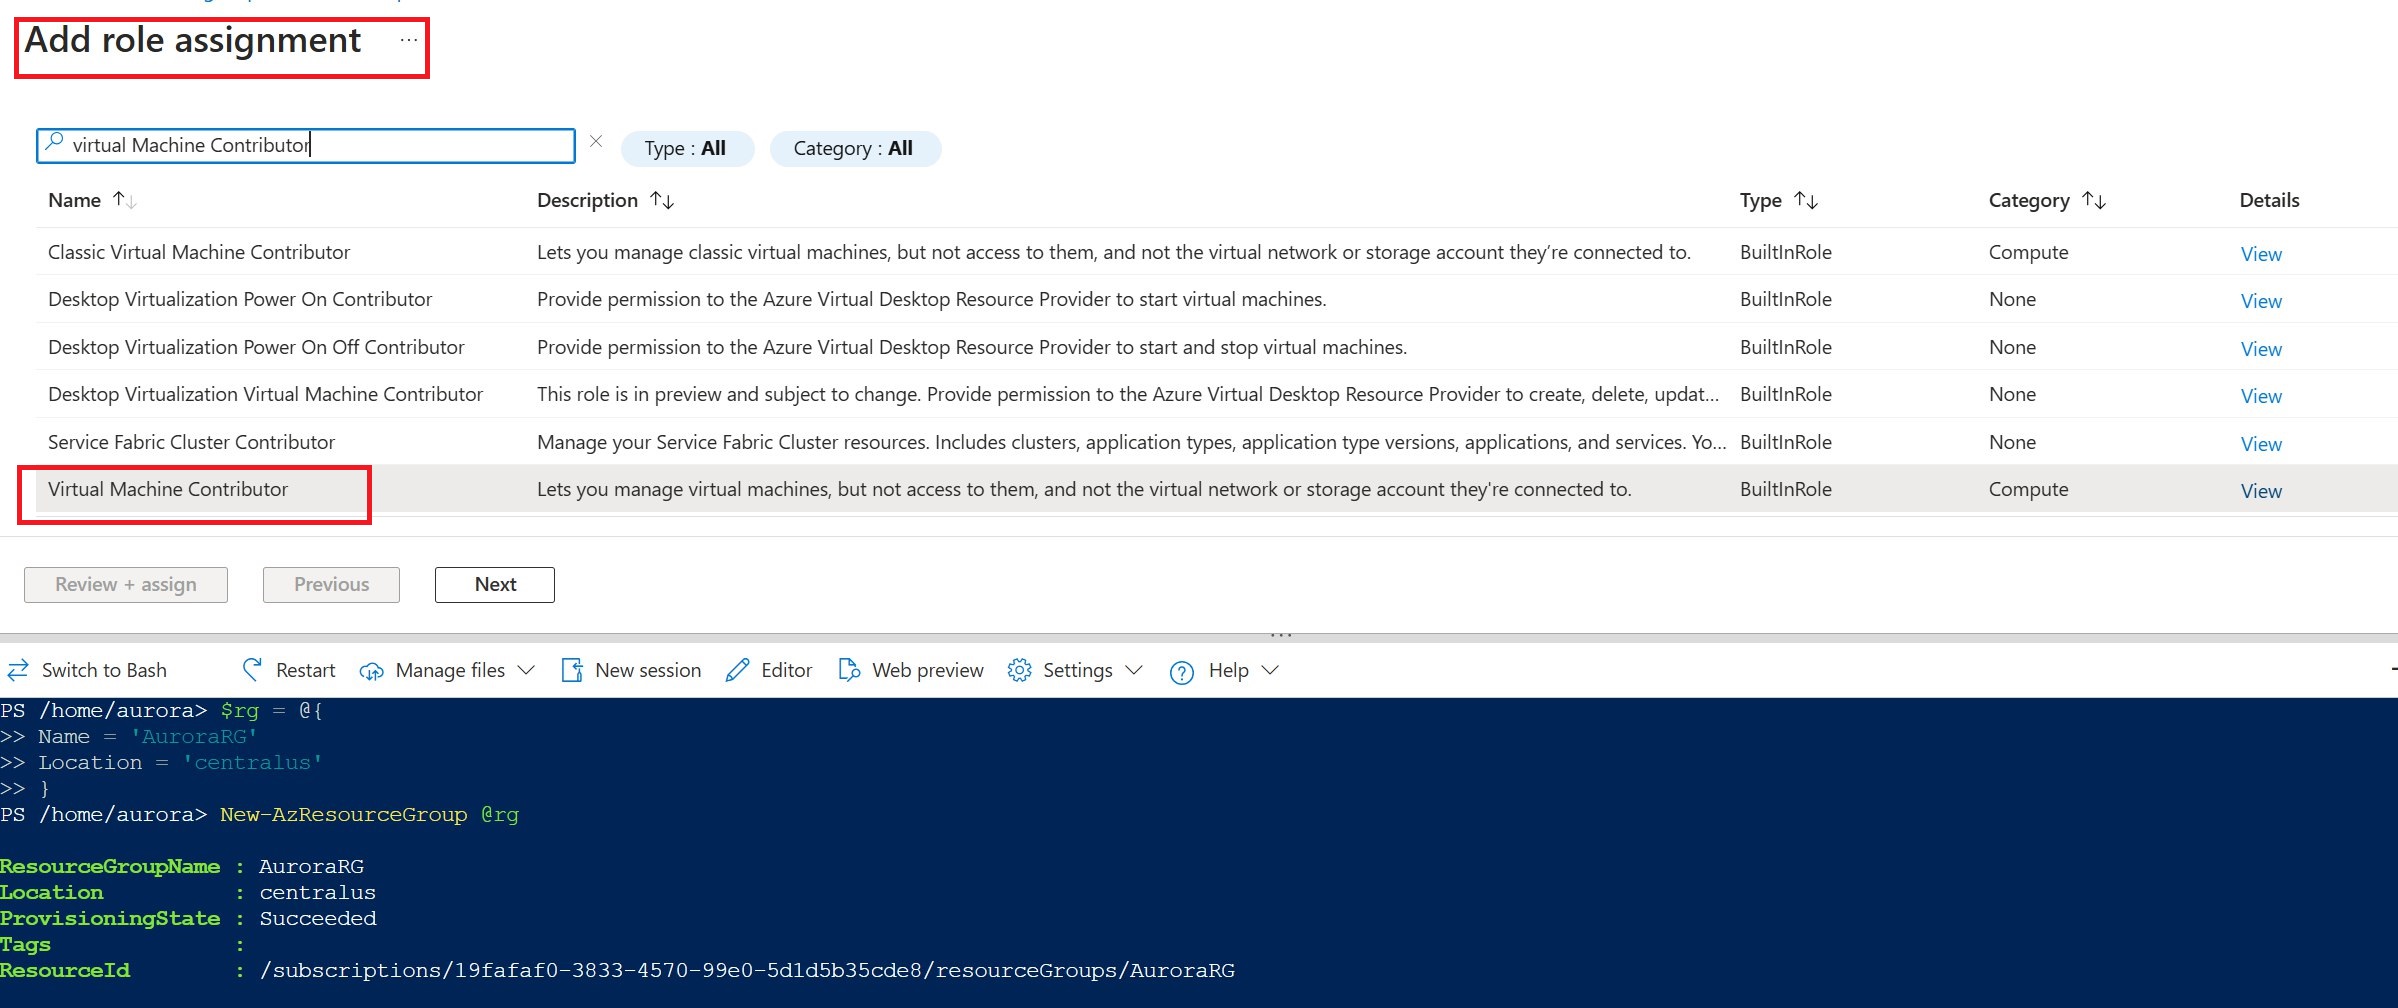 Add role assignment ...
virtual Machine Contributor Type : All Category : All
Name Description Type Category Details
Classic Virtual Machine Contributor Lets you manage classic virtual machines, but not access to them, and not the virtual network or storage account they’re connected to. BuiltInRole Compute View
Desktop Virtualization Power On Contributor Provide permission to the Azure Virtual Desktop Resource Provider to start virtual machines. BuiltInRole None View
Desktop Virtualization Power On Off Contributor Provide permission to the Azure Virtual Desktop Resource Provider to start and stop virtual machines. BuiltInRole None View
Desktop Virtualization Virtual Machine Contributor This role is in preview and subject to change. Provide permission to the Azure Virtual Desktop Resource Provider to create, delete, updat... BuiltInRole None View
Service Fabric Cluster Contributor Manage your Service Fabric Cluster resources. Includes clusters, application types, application type versions, applications, and services. Yo... BuiltInRole None View
Virtual Machine Contributor Lets you manage virtual machines, but not access to them, and not the virtual network or storage account they're connected to. BuiltInRole Compute View
Review + assign Previous Next
Switch to Bash Restart Manage files New session Editor Web preview Settings Help
PS /home/aurora> $rg = @{
>> Name = 'AuroraRG'
>> Location = 'centralus'
>> }
PS /home/aurora> New-AzResourceGroup @rg
ResourceGroupName : AuroraRG
Location : centralus
ProvisioningState : Succeeded
Tags :
ResourceId : /subscriptions/19fafaf0-3833-4570-99e0-5d1d5b35cde8/resourceGroups/AuroraRG